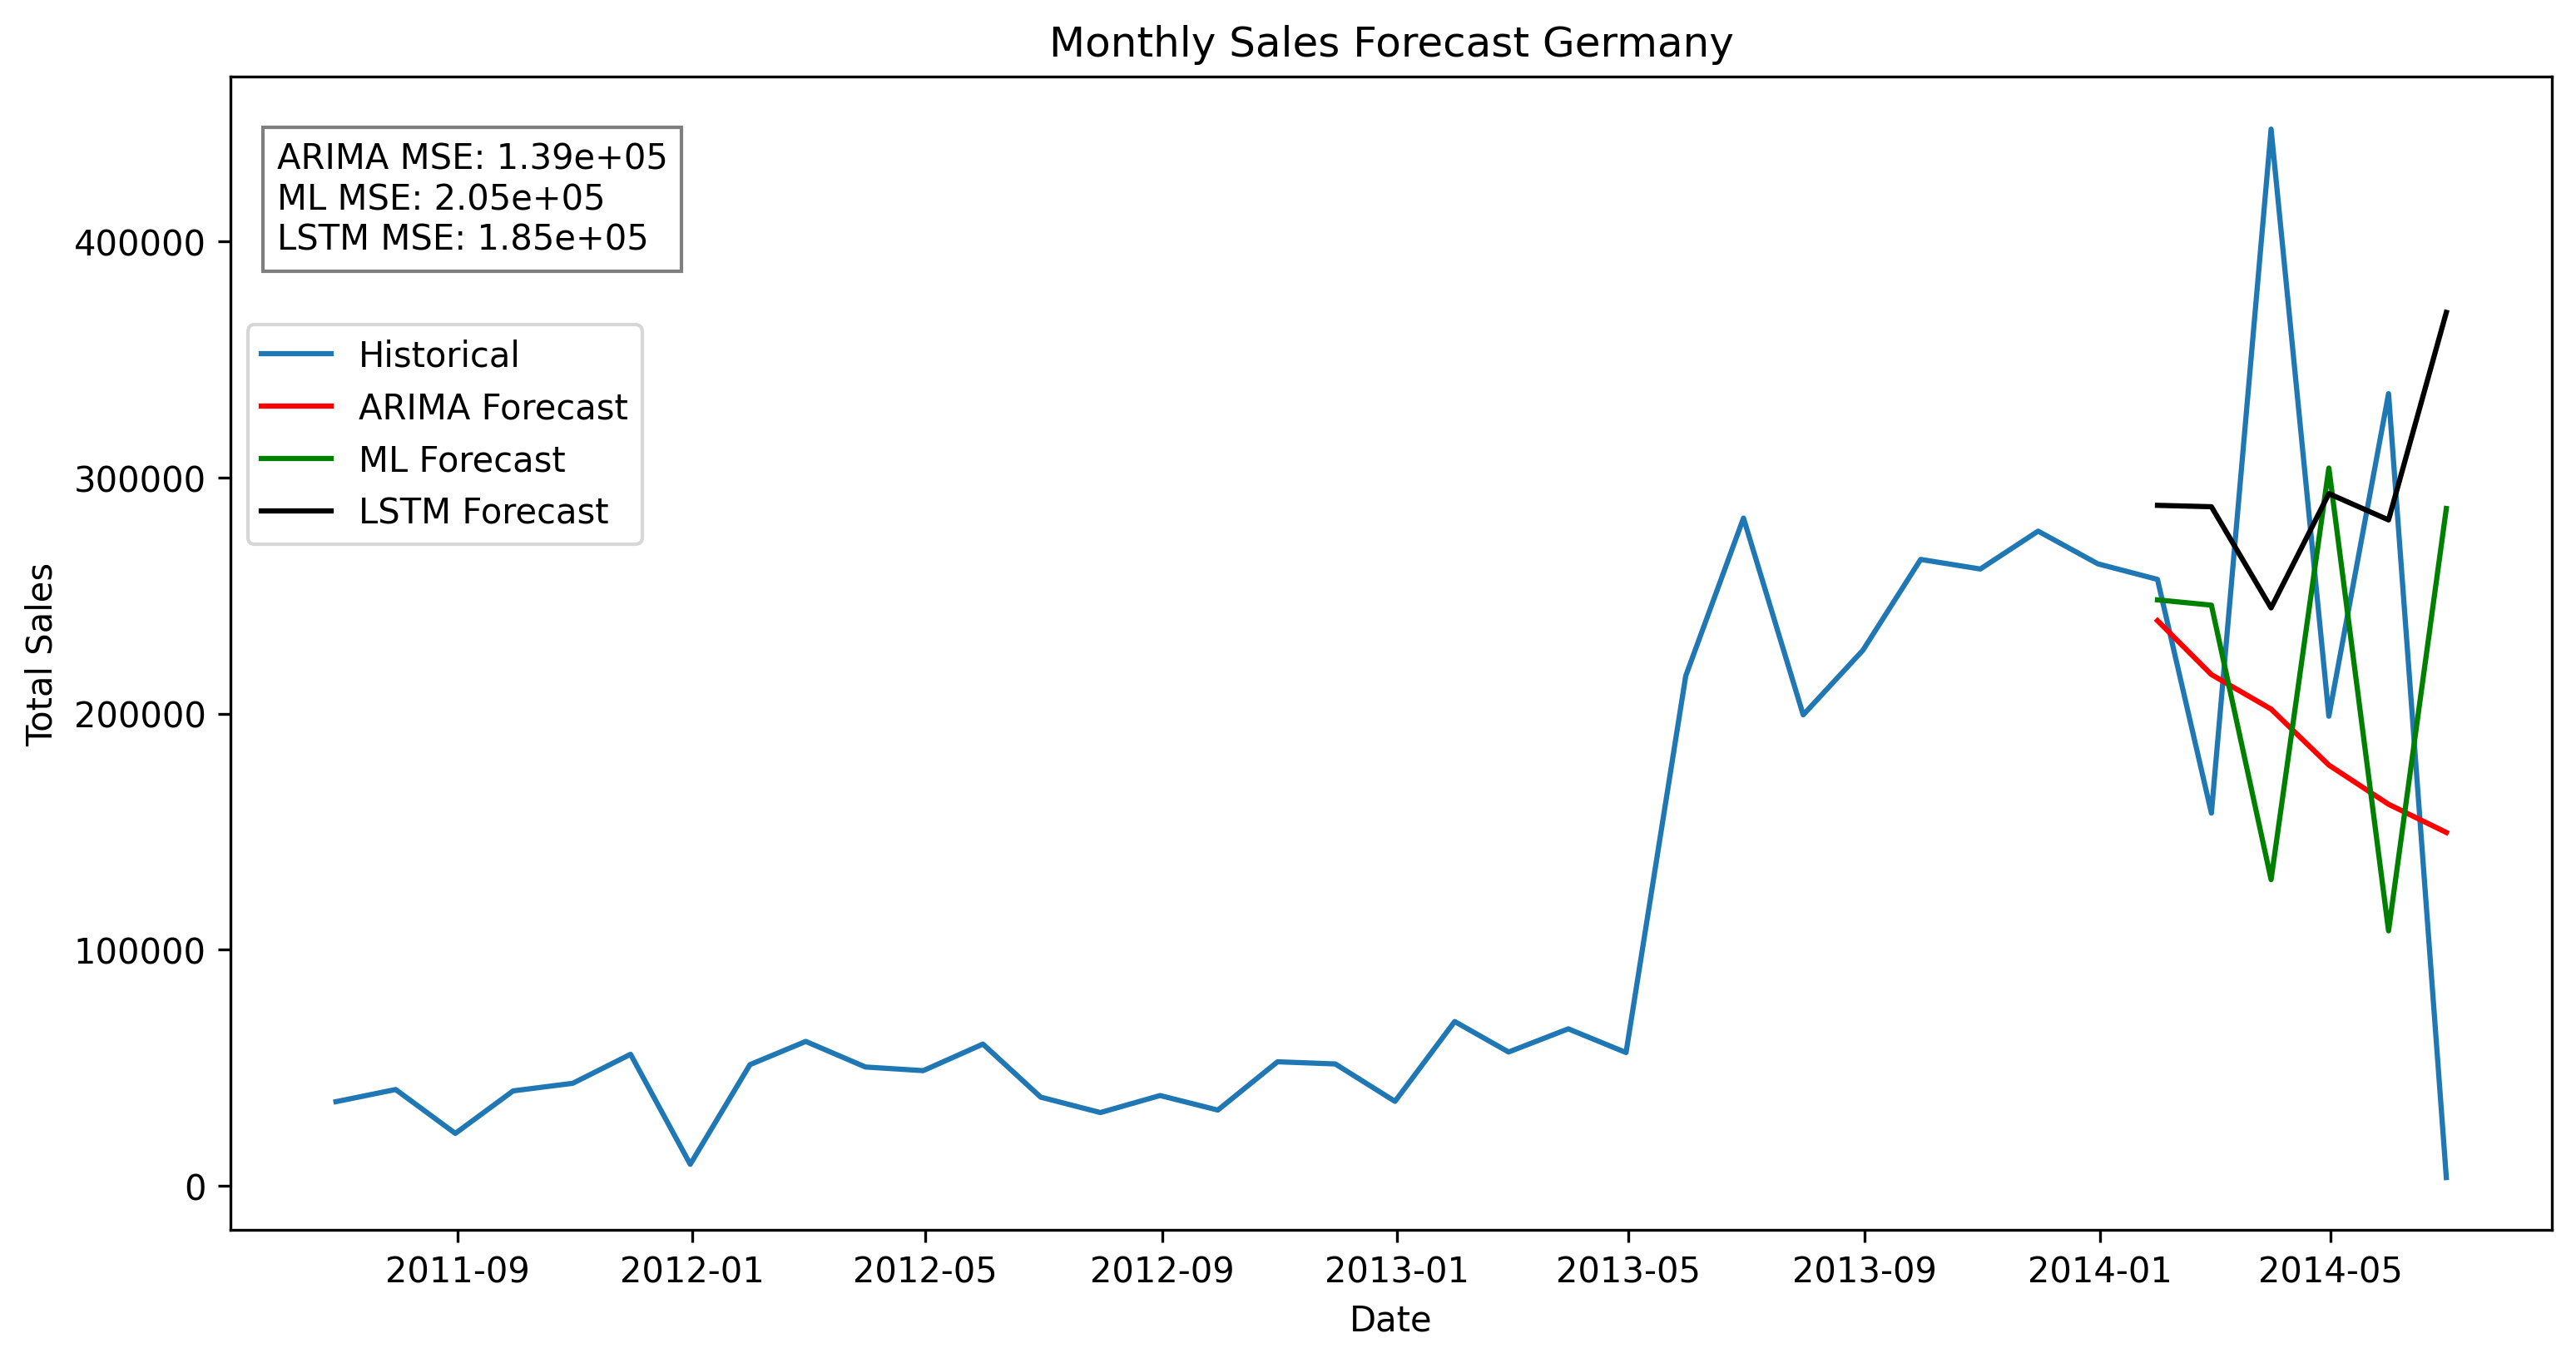 Monthly Sales Forecast Germany
ARIMA MSE: 1.39e+05
ML MSE: 2.05e+05
LSTM MSE: 1.85e+05
Historical
ARIMA Forecast
ML Forecast
LSTM Forecast
Total Sales
400000
300000
200000
100000
0
2011-09 2012-01 2012-05 2012-09 2013-01 2013-05 2013-09 2014-01 2014-05
Date